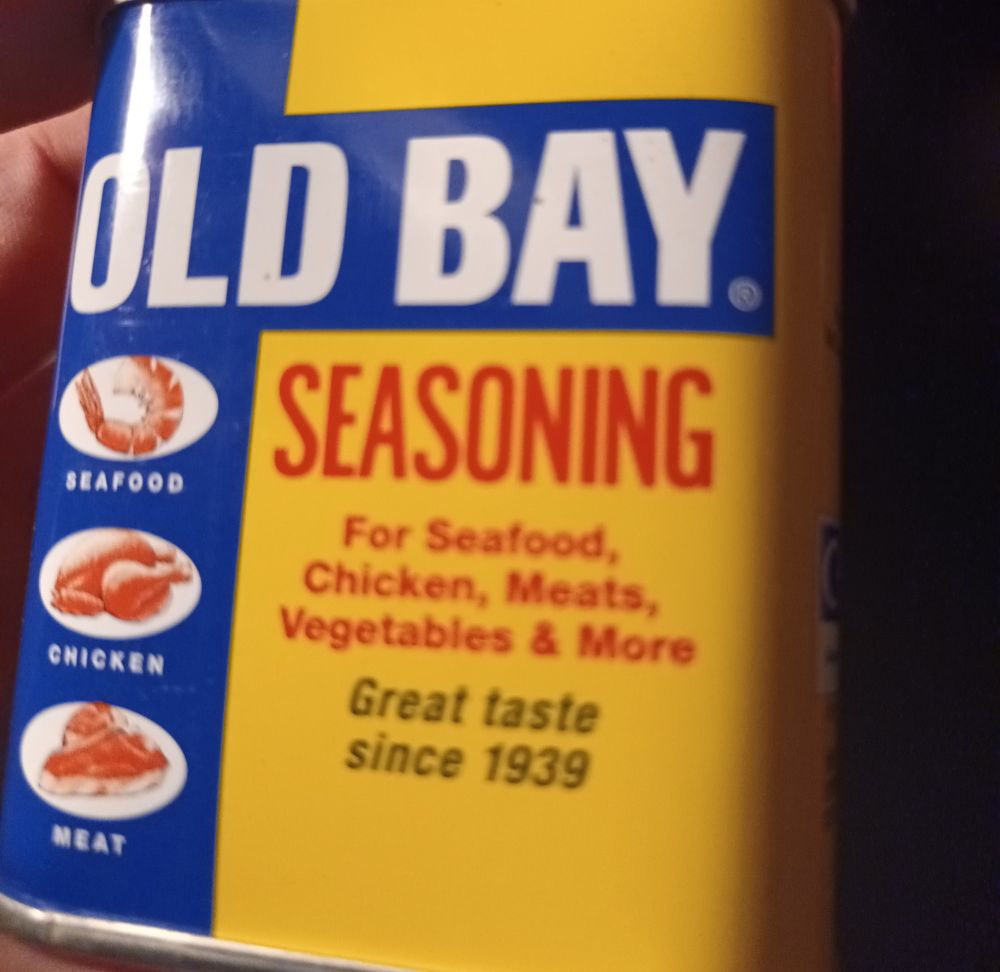 OLD BAY®
SEASONING
For Seafood,
Chicken, Meats,
Vegetables & More
Great taste
since 1939
SEAFOOD
CHICKEN
MEAT